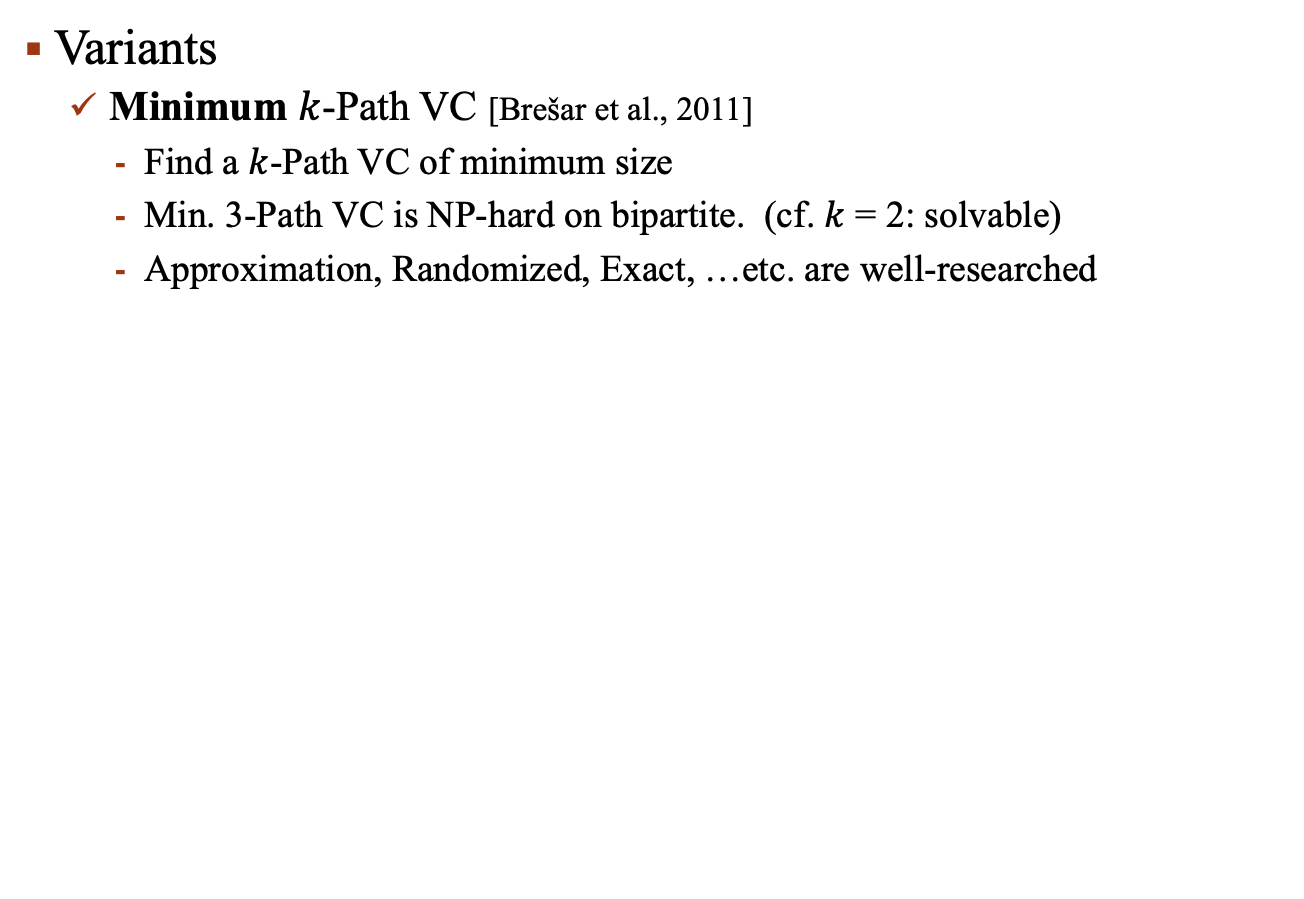 ▪ Variants
✓ Minimum k-Path VC [Brešar et al., 2011]
- Find a k-Path VC of minimum size
- Min. 3-Path VC is NP-hard on bipartite. (cf. k = 2: solvable)
- Approximation, Randomized, Exact, …etc. are well-researched